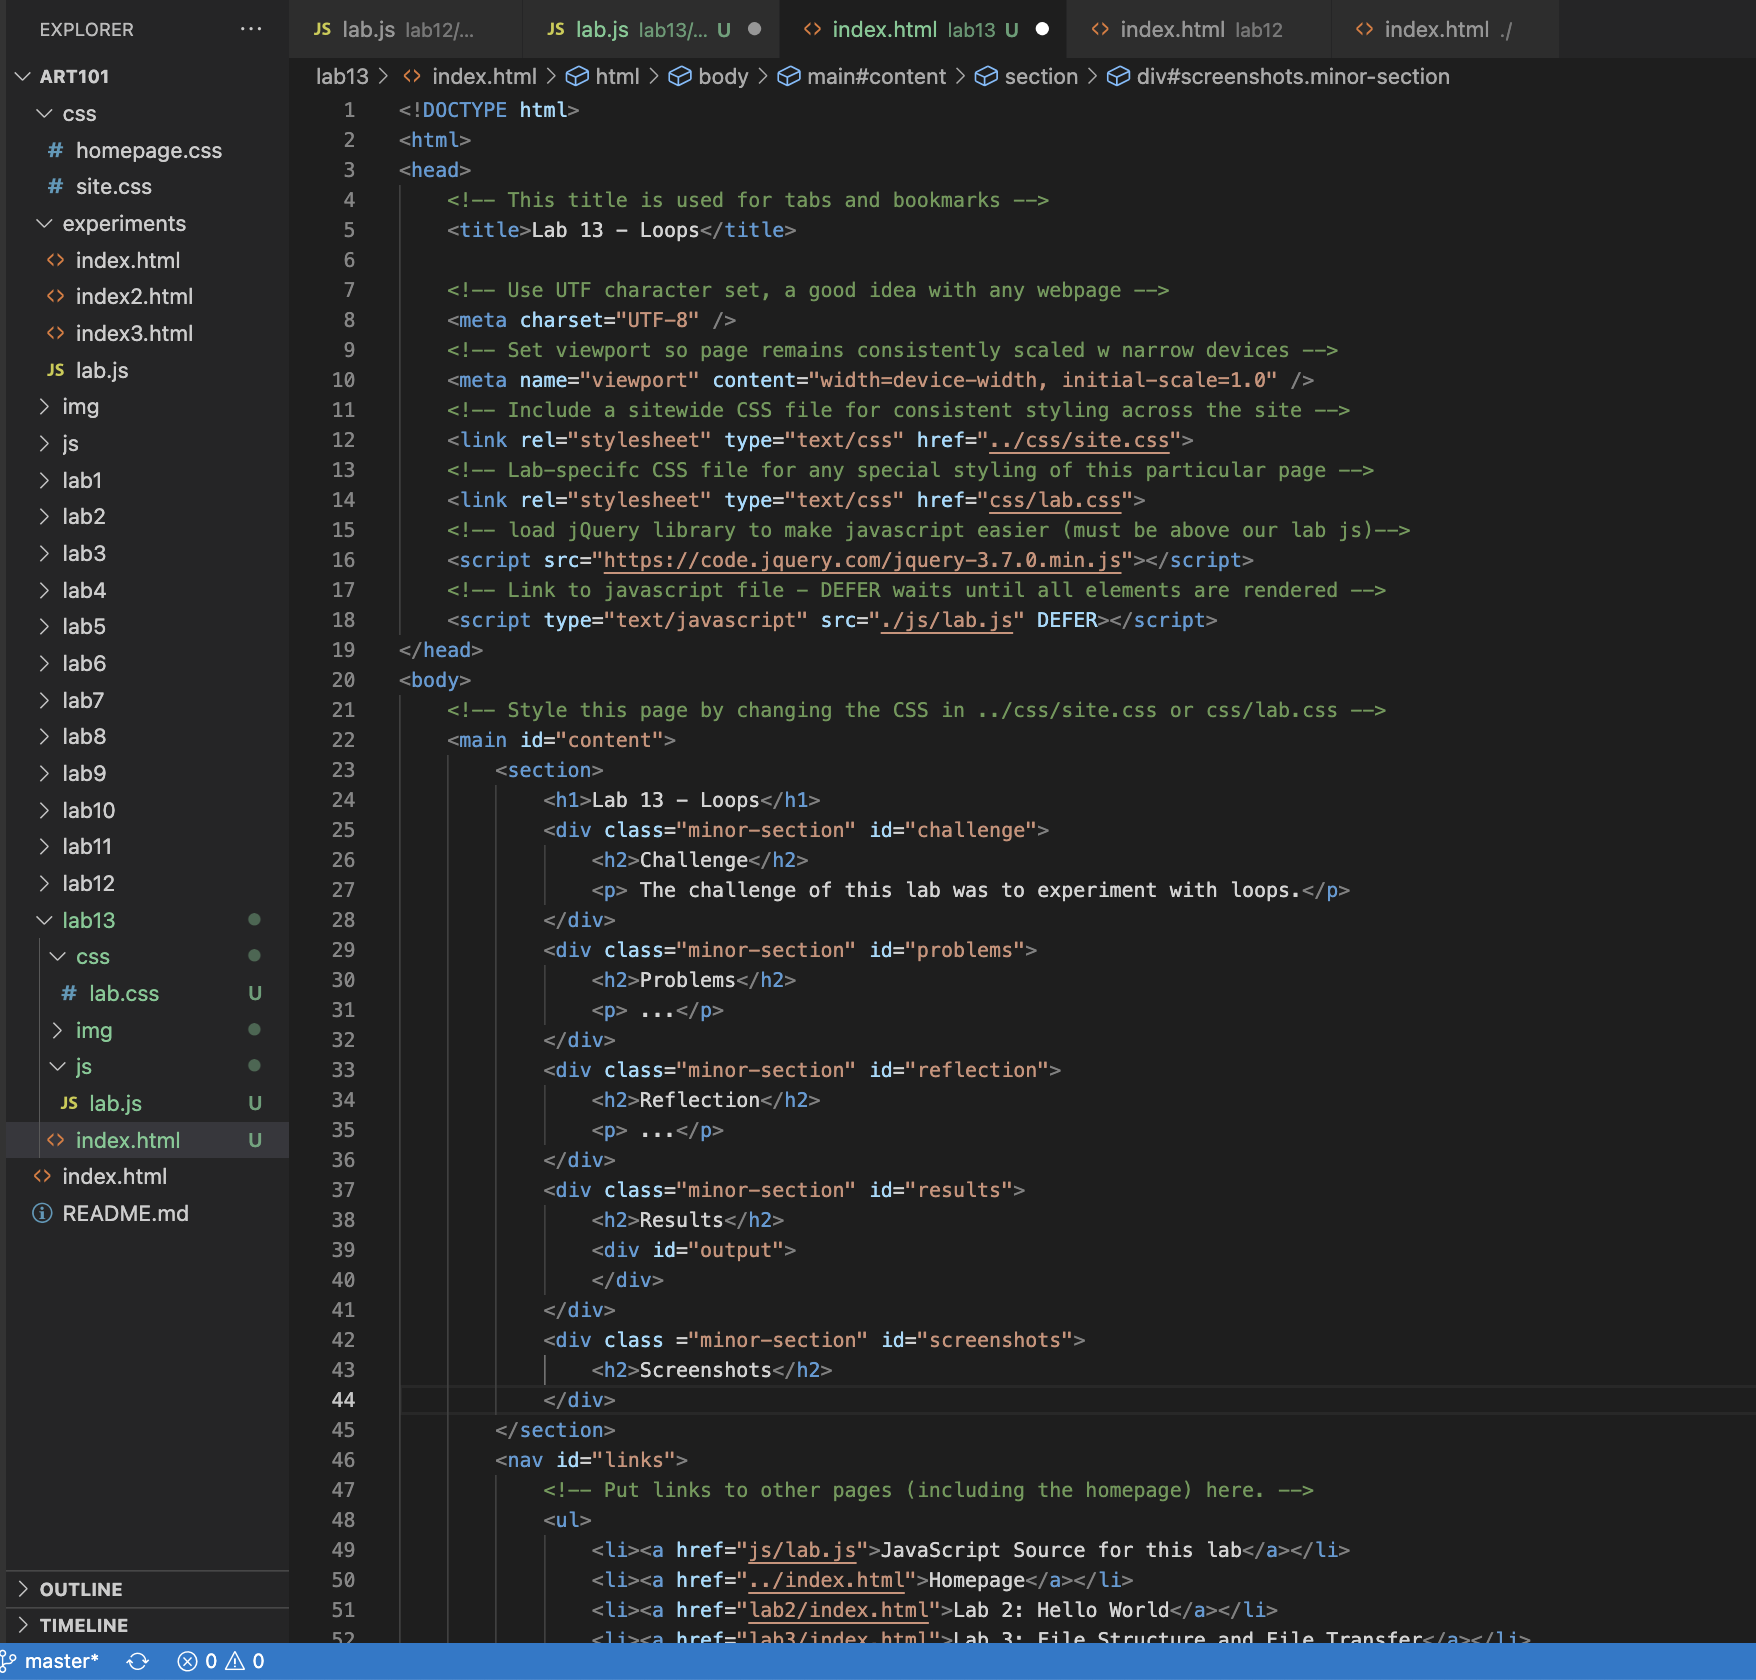 EXPLORER ...
ART101
css
# homepage.css
# site.css
experiments
<> index.html
<> index2.html
<> index3.html
JS lab.js
img
js
lab1
lab2
lab3
lab4
lab5
lab6
lab7
lab8
lab9
lab10
lab11
lab12
lab13
css
# lab.css U
img
js
JS lab.js U
<> index.html U
<> index.html
README.md
OUTLINE
TIMELINE
JS lab.js lab12/... JS lab.js lab13/... U <> index.html lab13 U <> index.html lab12 <> index.html ./
lab13 > <> index.html > html > body > main#content > section > div#screenshots.minor-section
1 <!DOCTYPE html>
2 <html>
3 <head>
4 <!-- This title is used for tabs and bookmarks -->
5 <title>Lab 13 - Loops</title>
6
7 <!-- Use UTF character set, a good idea with any webpage -->
8 <meta charset="UTF-8" />
9 <!-- Set viewport so page remains consistently scaled w narrow devices -->
10 <meta name="viewport" content="width=device-width, initial-scale=1.0" />
11 <!-- Include a sitewide CSS file for consistent styling across the site -->
12 <link rel="stylesheet" type="text/css" href="../css/site.css">
13 <!-- Lab-specifc CSS file for any special styling of this particular page -->
14 <link rel="stylesheet" type="text/css" href="css/lab.css">
15 <!-- load jQuery library to make javascript easier (must be above our lab js)-->
16 <script src="https://code.jquery.com/jquery-3.7.0.min.js"></script>
17 <!-- Link to javascript file - DEFER waits until all elements are rendered -->
18 <script type="text/javascript" src="./js/lab.js" DEFER></script>
19 </head>
20 <body>
21 <!-- Style this page by changing the CSS in ../css/site.css or css/lab.css -->
22 <main id="content">
23 <section>
24 <h1>Lab 13 - Loops</h1>
25 <div class="minor-section" id="challenge">
26 <h2>Challenge</h2>
27 <p> The challenge of this lab was to experiment with loops.</p>
28 </div>
29 <div class="minor-section" id="problems">
30 <h2>Problems</h2>
31 <p> ...</p>
32 </div>
33 <div class="minor-section" id="reflection">
34 <h2>Reflection</h2>
35 <p> ...</p>
36 </div>
37 <div class="minor-section" id="results">
38 <h2>Results</h2>
39 <div id="output">
40 </div>
41 </div>
42 <div class ="minor-section" id="screenshots">
43 <h2>Screenshots</h2>
44 </div>
45 </section>
46 <nav id="links">
47 <!-- Put links to other pages (including the homepage) here. -->
48 <ul>
49 <li><a href="js/lab.js">JavaScript Source for this lab</a></li>
50 <li><a href="../index.html">Homepage</a></li>
51 <li><a href="lab2/index.html">Lab 2: Hello World</a></li>
52 <li><a href="lab3/index.html">Lab 3: File Structure and File Transfer</a></li>
master* 0 0